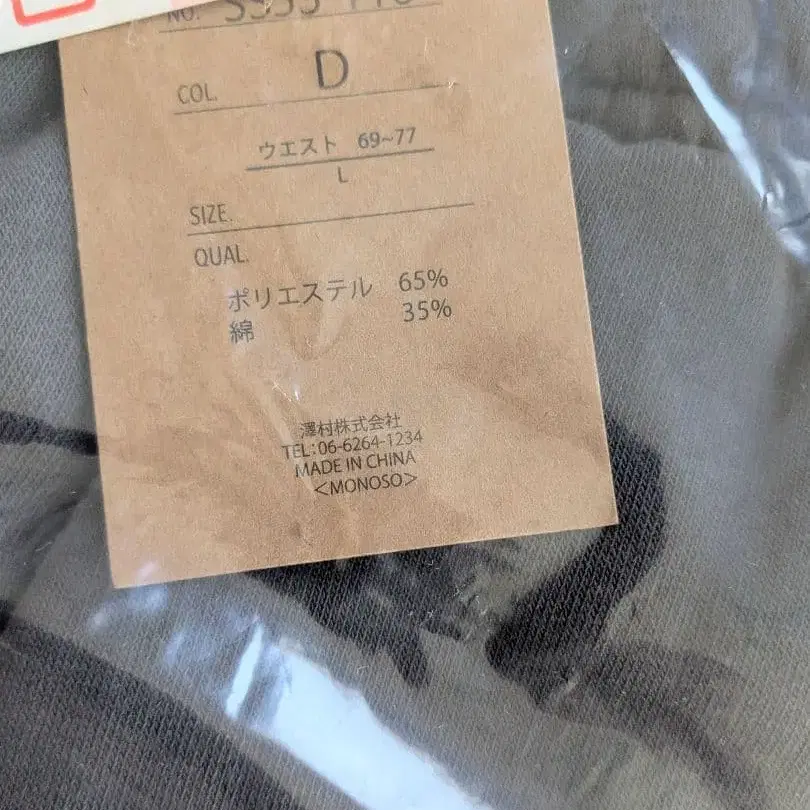 NO.
COL. D
ウエスト 69~77
L
SIZE.
QUAL.
ポリエステル 65%
綿 35%
澤村株式会社
TEL:06-6264-1234
MADE IN CHINA
<MONOSO>